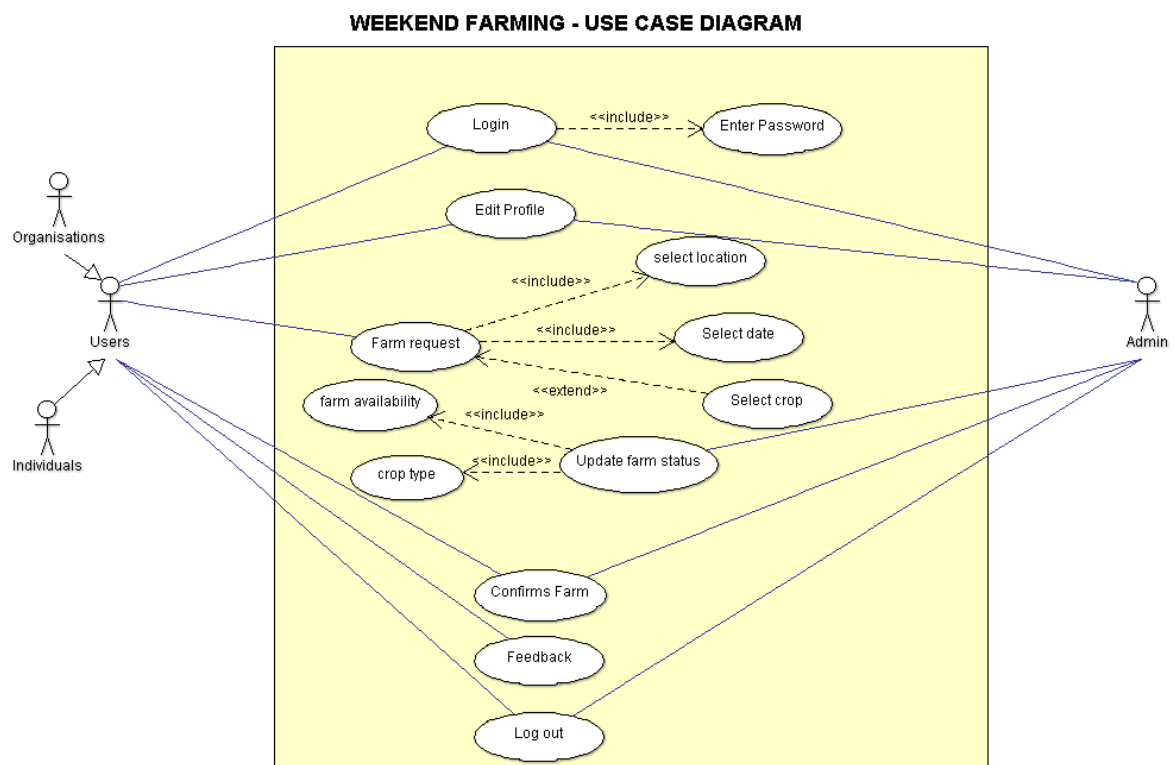 WEEKEND FARMING - USE CASE DIAGRAM
Login
<<include>>
Enter Password
Edit Profile
Organisations
select location
<<include>>
Users
Farm request
<<include>>
Select date
Admin
<<extend>>
farm availability
Select crop
<<include>>
Individuals
crop type
<<include>>
Update farm status
Confirms Farm
Feedback
Log out